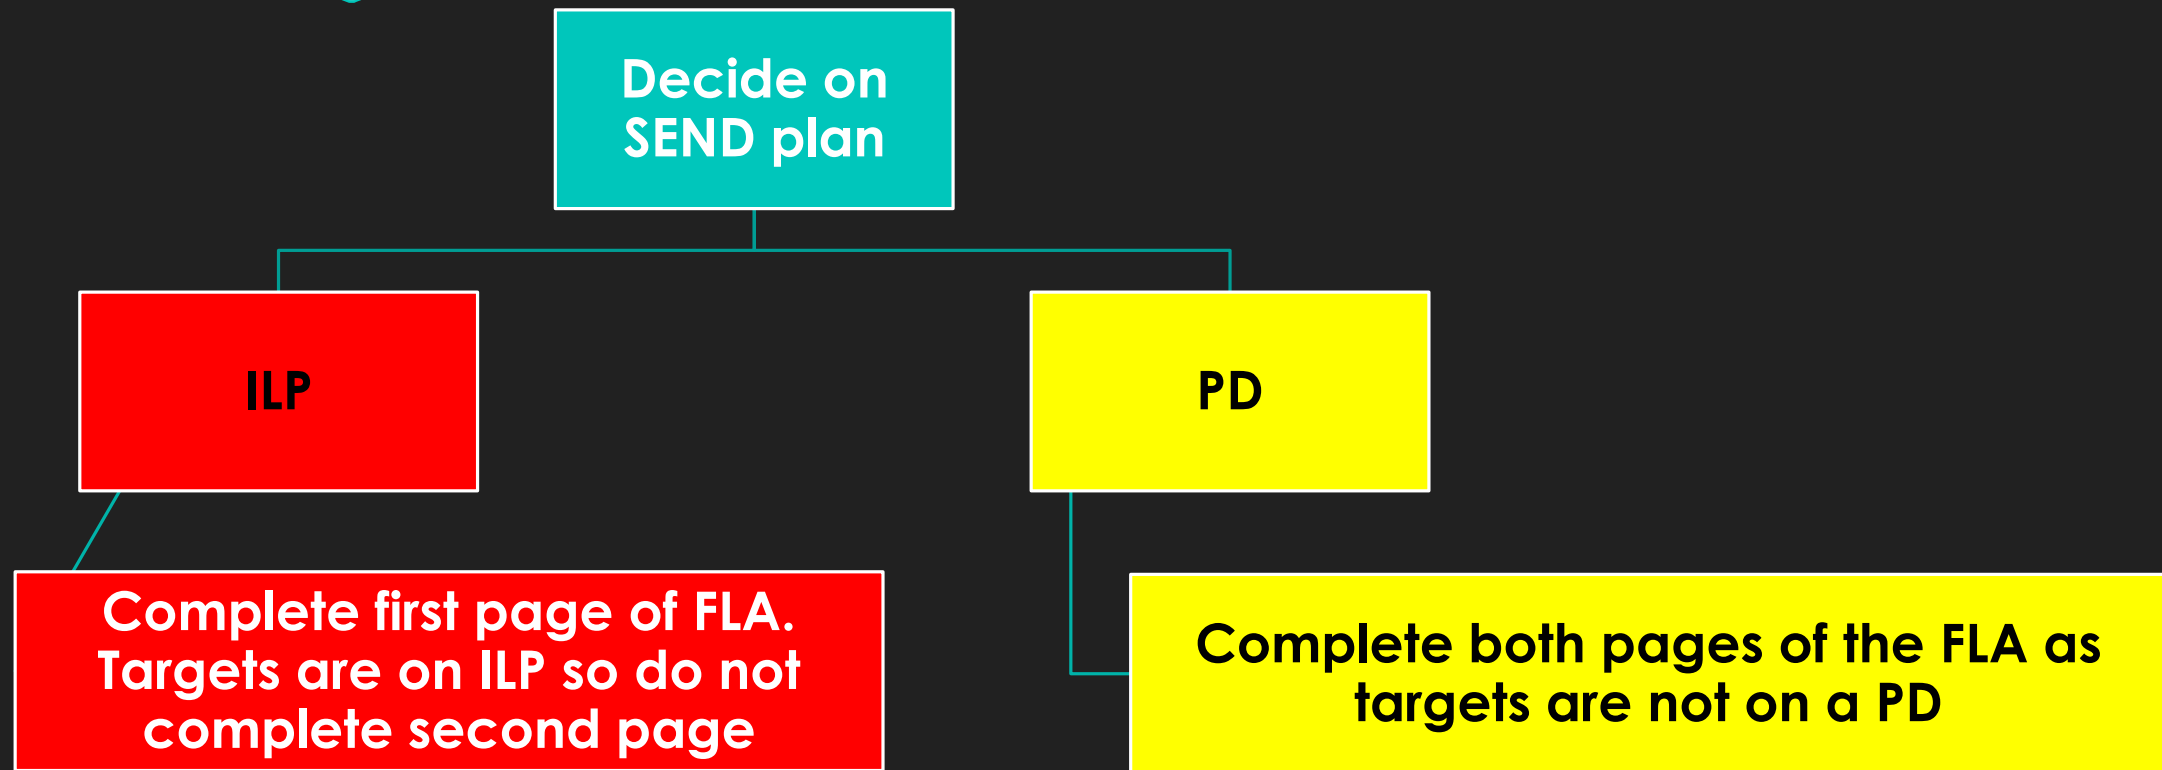 Decide on
SEND plan
ILP
PD
Complete first page of FLA.
Targets are on ILP so do not
complete second page
Complete both pages of the FLA as
targets are not on a PD